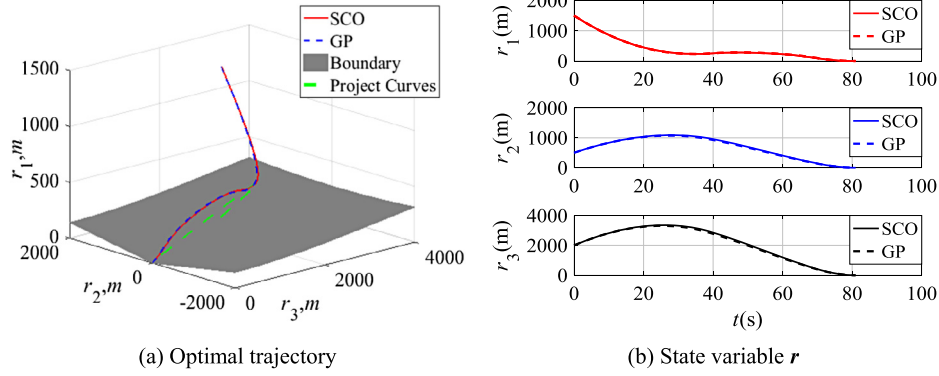 SCO
GP
Boundary
Project Curves
1500
1000
500
0
r₁,m
2000
0
-2000
r₂,m
0
2000
4000
r₃,m
(a) Optimal trajectory
2000
1000
0
r₁(m)
SCO
GP
0 20 40 60 80 100
2000
1000
0
r₂(m)
SCO
GP
0 20 40 60 80 100
4000
2000
0
r₃(m)
SCO
GP
0 20 40 60 80 100
t(s)
(b) State variable r